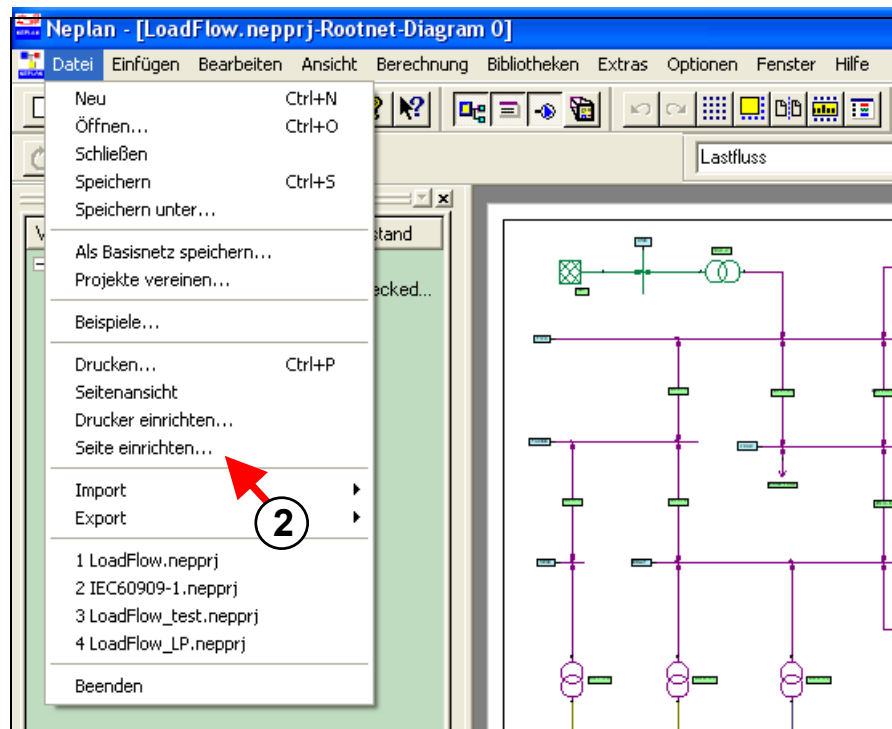 Neplan - [LoadFlow.nepprj-Rootnet-Diagram 0]
Datei Einfügen Bearbeiten Ansicht Berechnung Bibliotheken Extras Optionen Fenster Hilfe
Neu Ctrl+N
Öffnen... Ctrl+O
Schließen
Speichern Ctrl+S
Speichern unter...
Als Basisnetz speichern...
Projekte vereinen...
Beispiele...
Drucken... Ctrl+P
Seitenansicht
Drucker einrichten...
Seite einrichten...
Import
Export
1 LoadFlow.nepprj
2 IEC60909-1.nepprj
3 LoadFlow_test.nepprj
4 LoadFlow_LP.nepprj
Beenden
2
Lastfluss
stand
ecked...